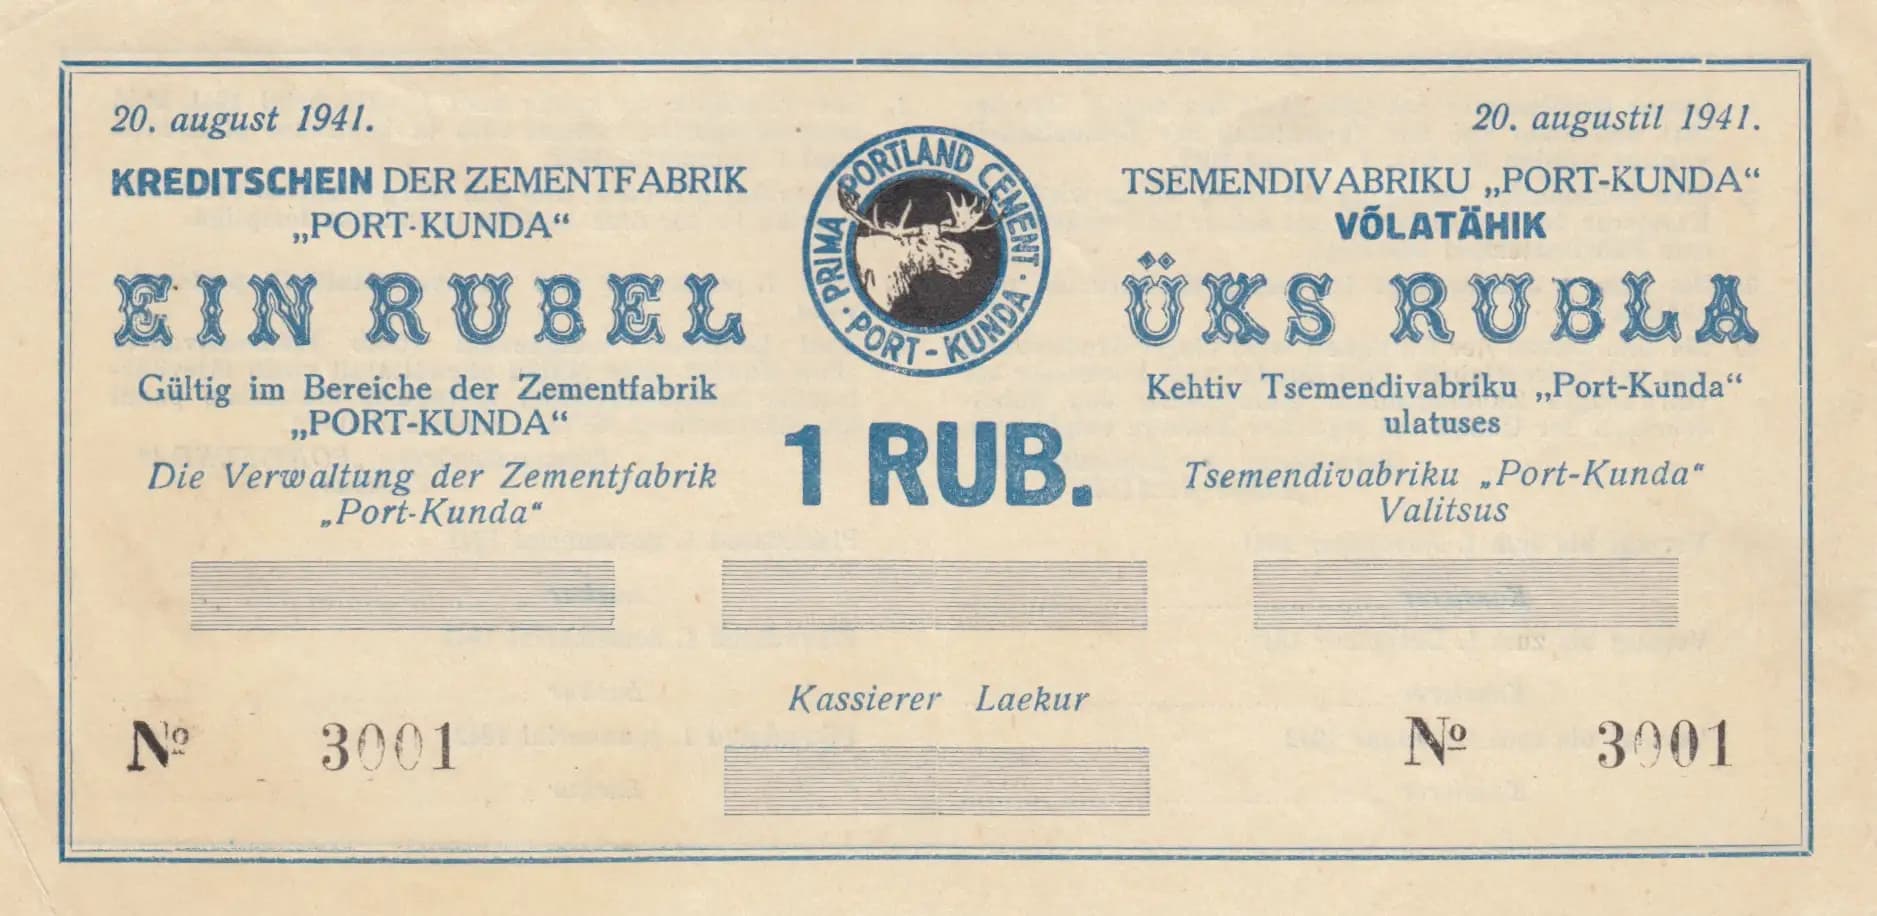 20. august 1941.
KREDITSCHEIN DER ZEMENTFABRIK
„PORT-KUNDA“
EIN RUBEL
Gültig im Bereiche der Zementfabrik
„PORT-KUNDA“
Die Verwaltung der Zementfabrik
„Port-Kunda“
PRIMA PORTLAND CEMENT · PORT-KUNDA ·
1 RUB.
20. augustil 1941.
TSEMENDIVABRIKU „PORT-KUNDA“
VÕLATÄHIK
ÜKS RUBLA
Kehtiv Tsemendivabriku „Port-Kunda“
ulatuses
Tsemendivabriku „Port-Kunda“
Valitsus
Kassierer Laekur
№ 3001
№ 3001